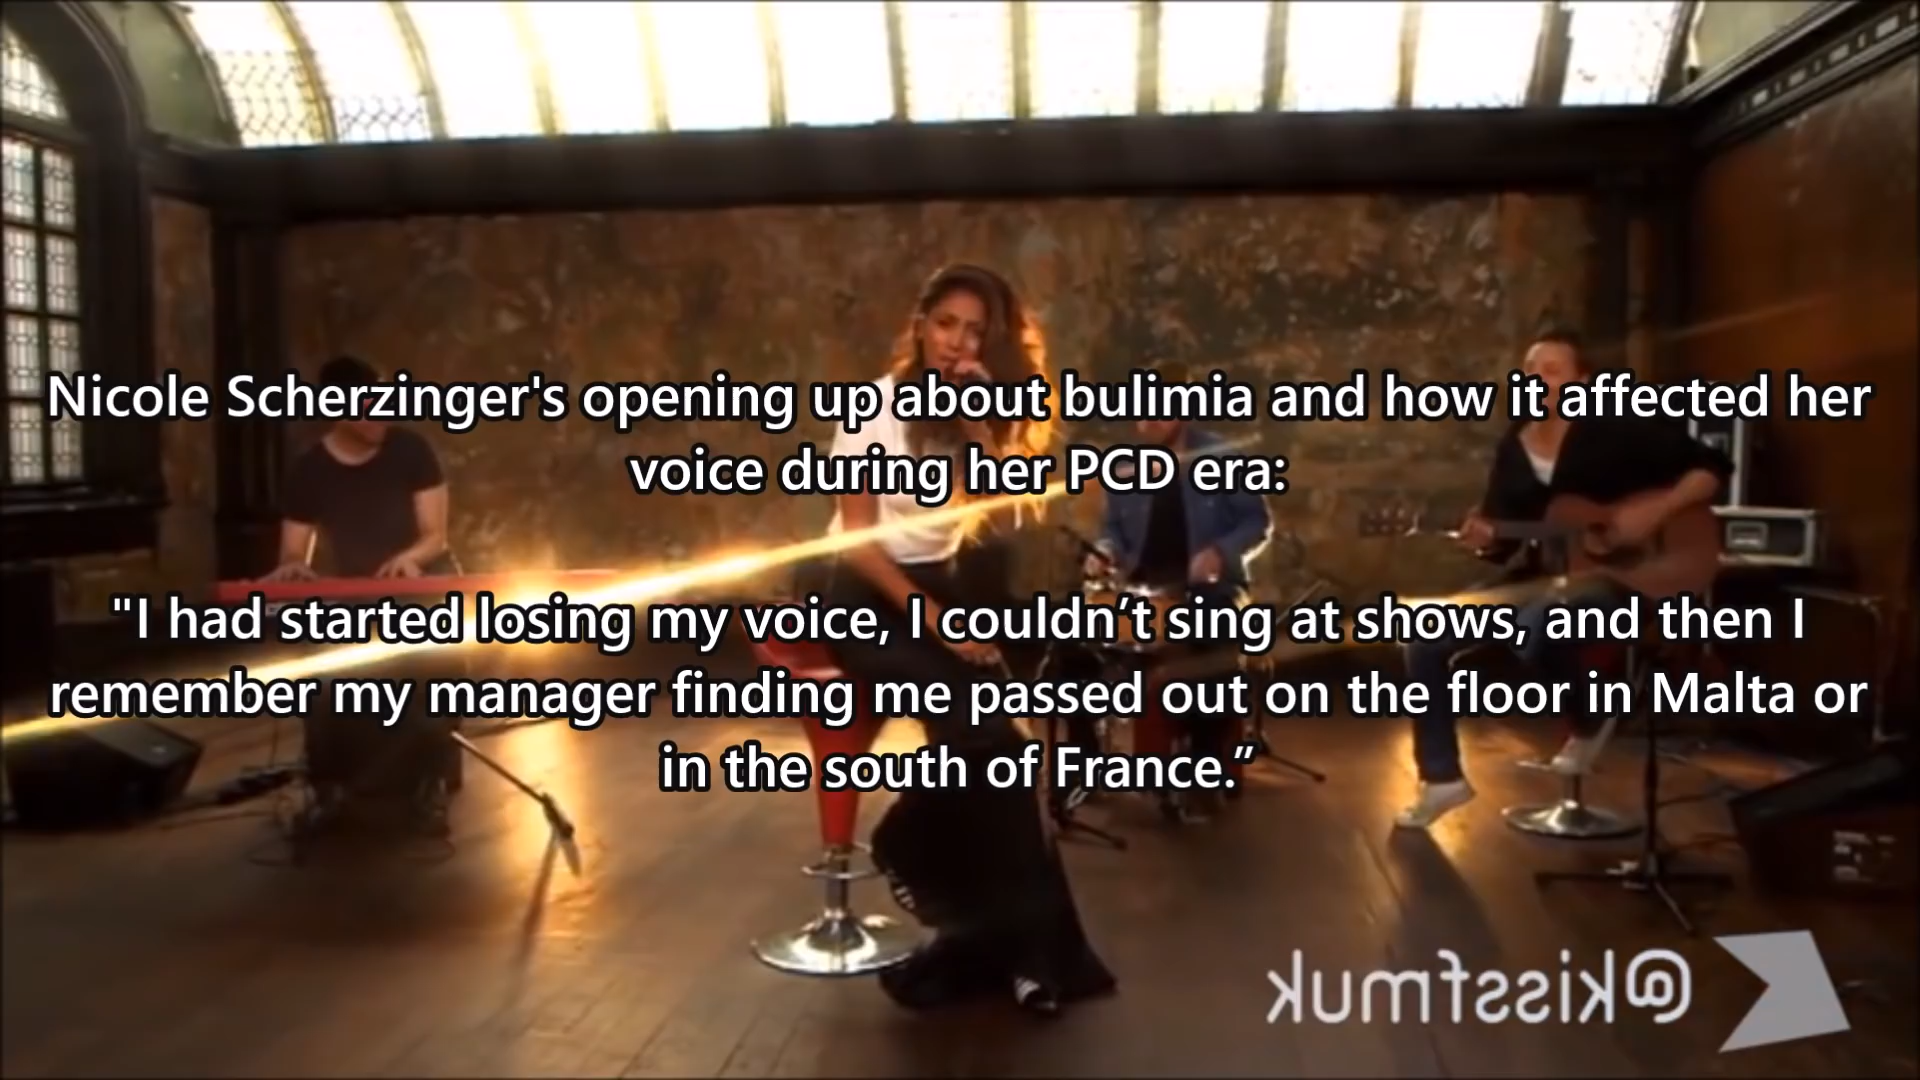 Nicole Scherzinger's opening up about bulimia and how it affected her
voice during her PCD era:
"I had started losing my voice, I couldn’t sing at shows, and then I
remember my manager finding me passed out on the floor in Malta or
in the south of France.”
@kissfmuk